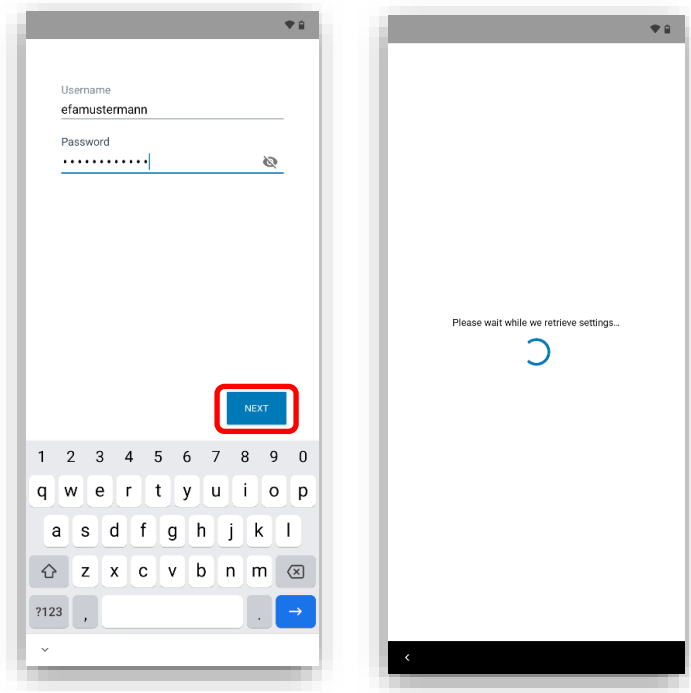 Username
efamustermann
Password
••••••••••••
NEXT
1 2 3 4 5 6 7 8 9 0
q w e r t y u i o p
a s d f g h j k l
z x c v b n m
?123 , .
Please wait while we retrieve settings...